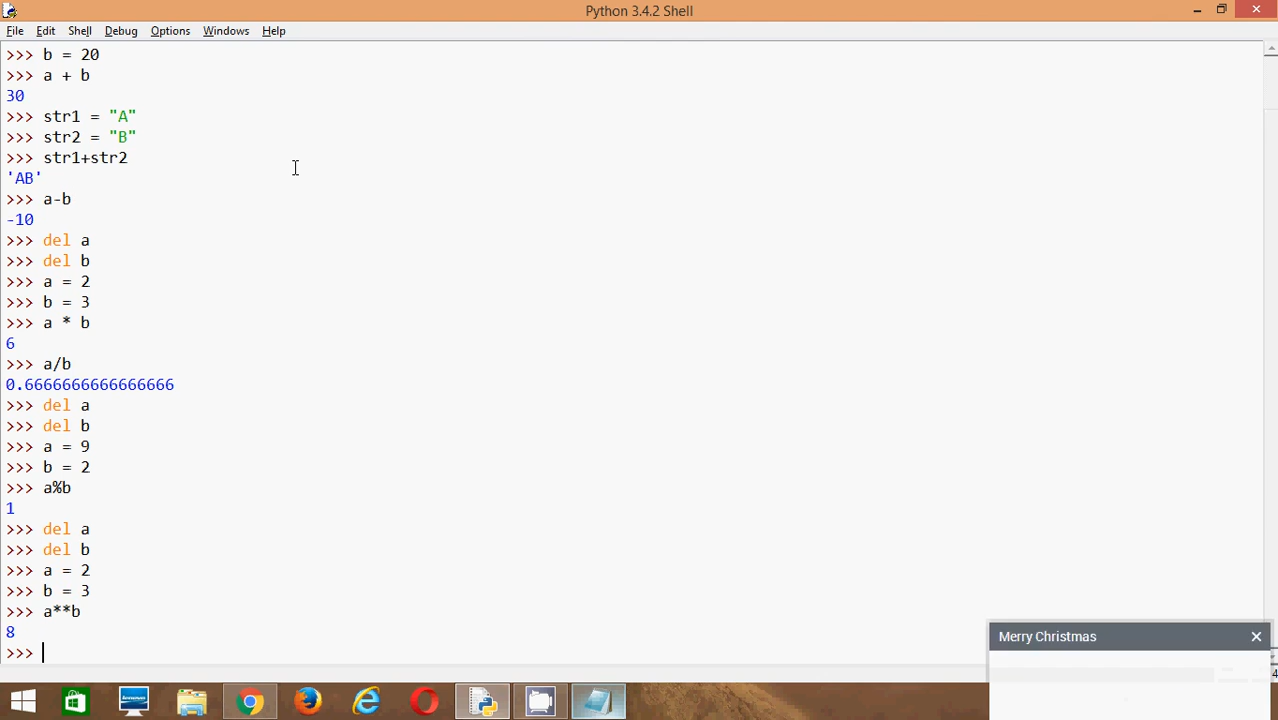 Python 3.4.2 Shell
File Edit Shell Debug Options Windows Help
>>> b = 20
>>> a + b
30
>>> str1 = "A"
>>> str2 = "B"
>>> str1+str2
'AB'
>>> a-b
-10
>>> del a
>>> del b
>>> a = 2
>>> b = 3
>>> a * b
6
>>> a/b
0.6666666666666666
>>> del a
>>> del b
>>> a = 9
>>> b = 2
>>> a%b
1
>>> del a
>>> del b
>>> a = 2
>>> b = 3
>>> a**b
8
>>>
Merry Christmas
4